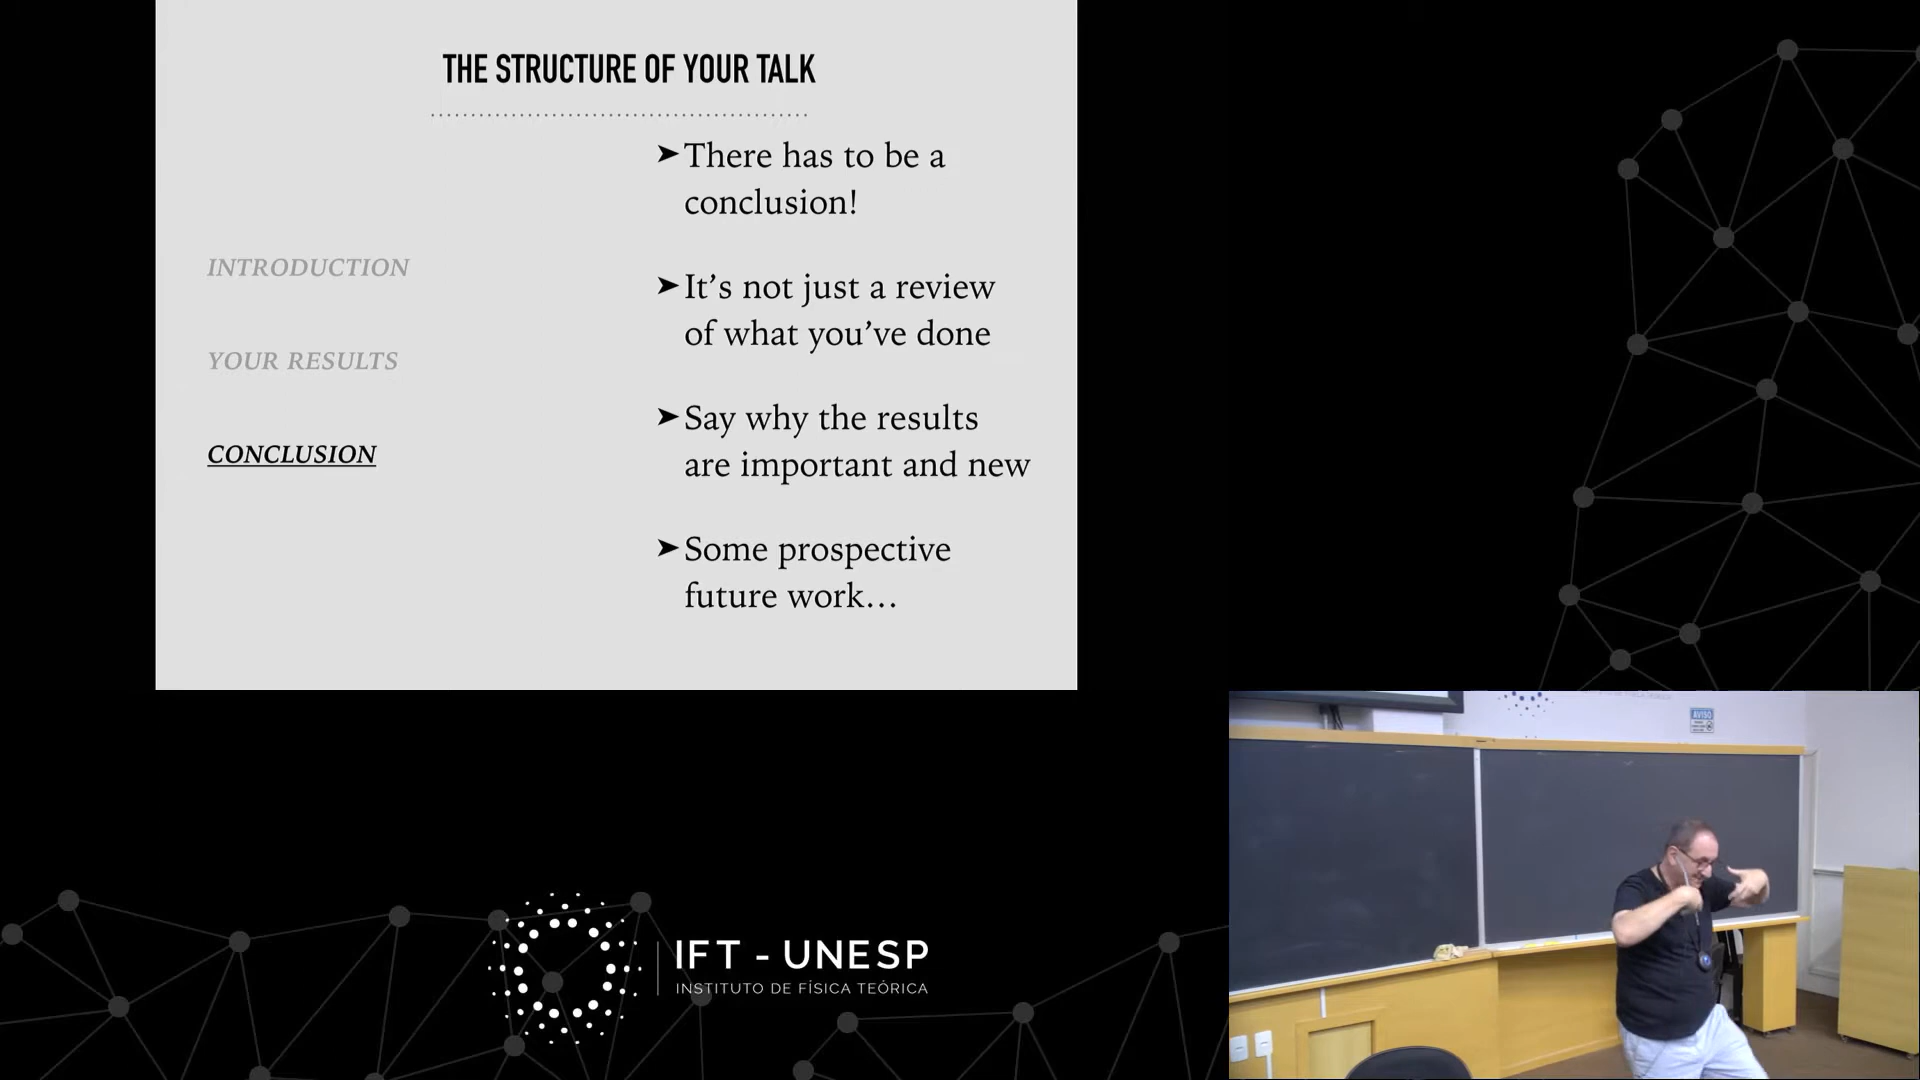 THE STRUCTURE OF YOUR TALK
INTRODUCTION
YOUR RESULTS
CONCLUSION
➤There has to be a
conclusion!
➤It’s not just a review
of what you’ve done
➤Say why the results
are important and new
➤Some prospective
future work…
AVISO
IFT - UNESP
INSTITUTO DE FÍSICA TEÓRICA